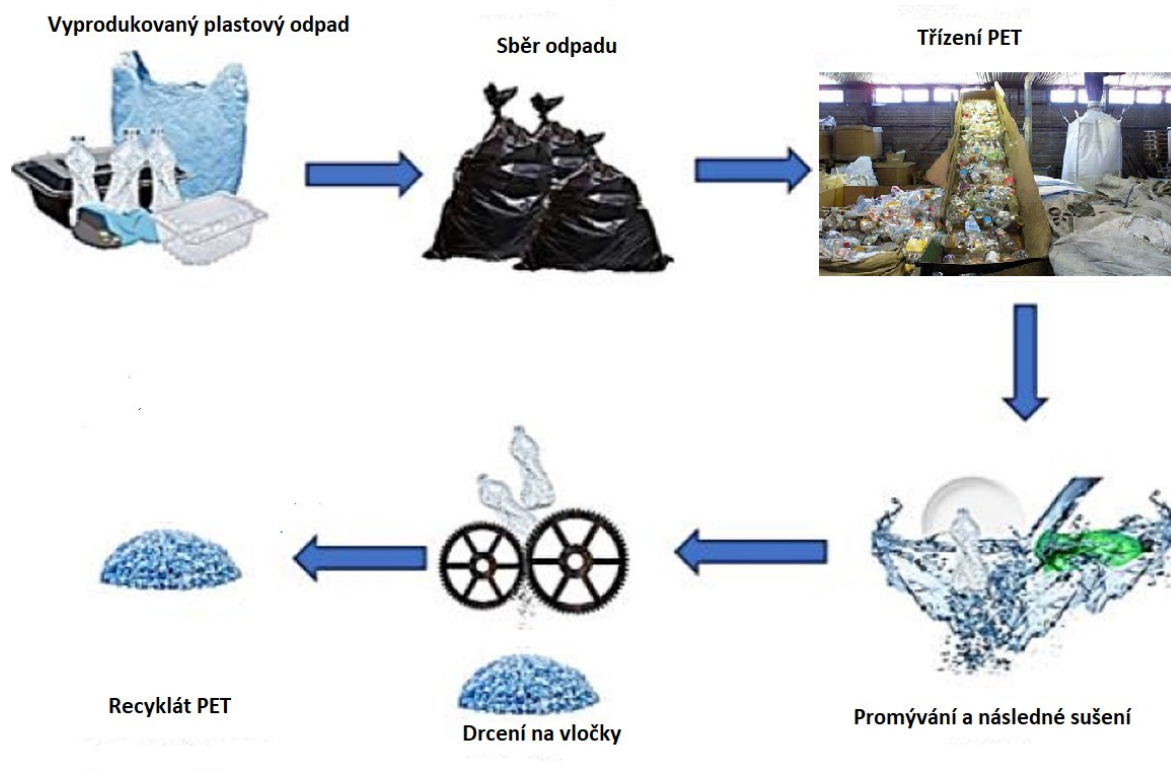 Vyprodukovaný plastový odpad
Sběr odpadu
Třízení PET
Promývání a následné sušení
Drcení na vločky
Recyklát PET